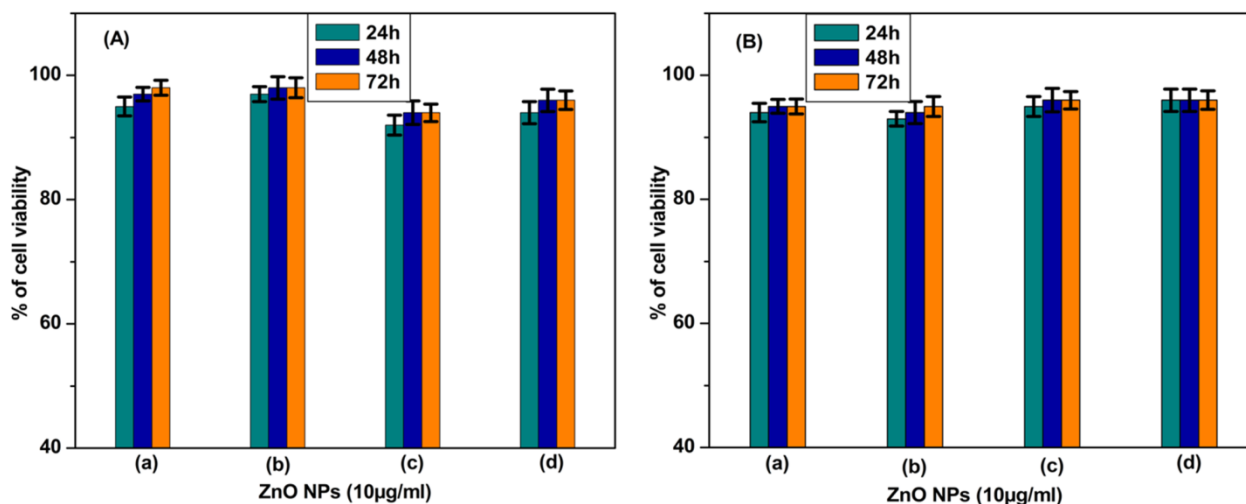 (A)
24h
48h
72h
100
80
60
40
% of cell viability
(a) (b) (c) (d)
ZnO NPs (10µg/ml)
(B)
24h
48h
72h
100
80
60
40
% of cell viability
(a) (b) (c) (d)
ZnO NPs (10µg/ml)